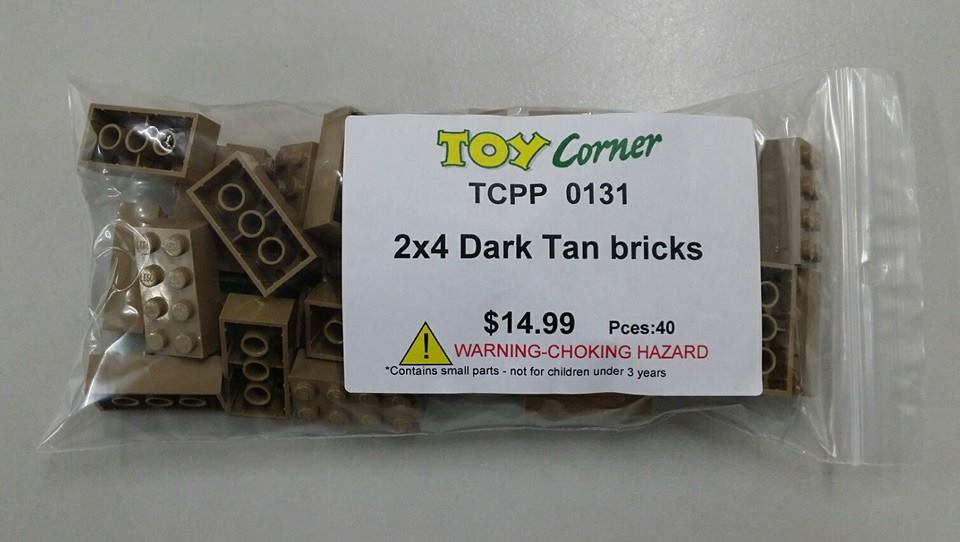 TOY Corner
TCPP 0131
2x4 Dark Tan bricks
$14.99 Pces:40
! WARNING-CHOKING HAZARD
*Contains small parts - not for children under 3 years